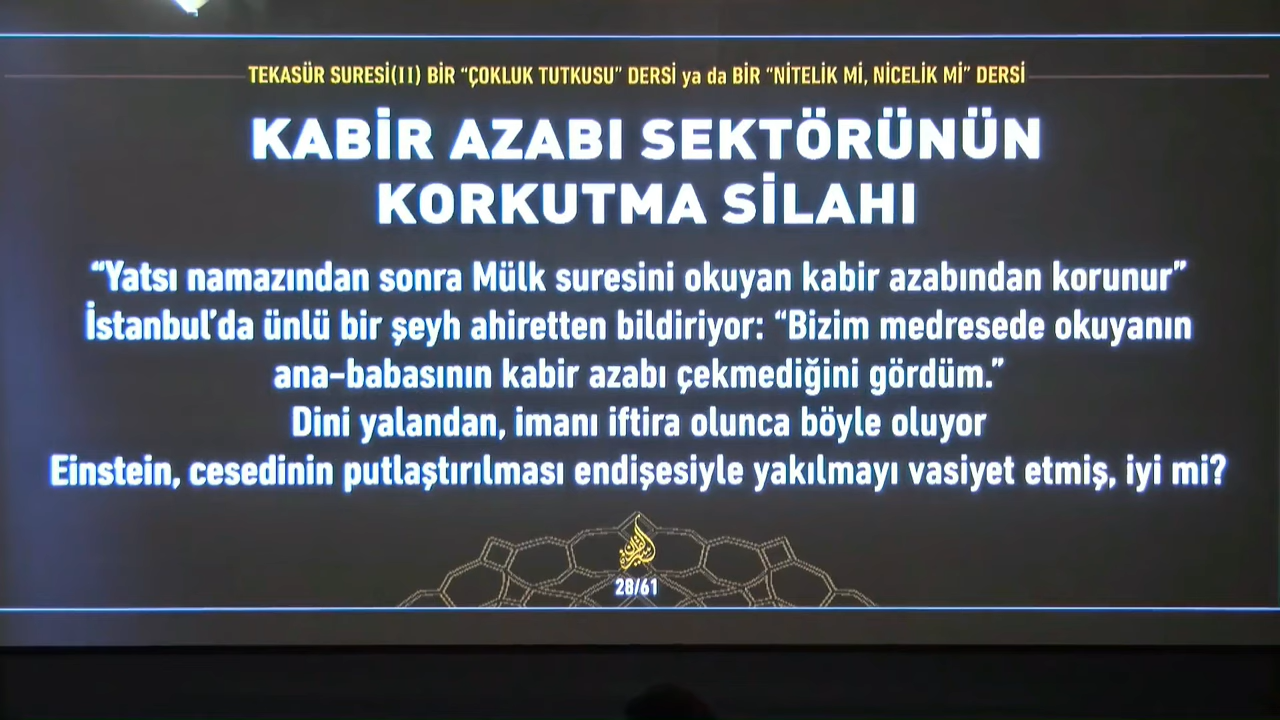 TEKASÜR SURESİ(II) BİR “ÇOKLUK TUTKUSU” DERSİ ya da BİR “NİTELİK Mİ, NİCELİK Mİ” DERSİ
KABİR AZABI SEKTÖRÜNÜN
KORKUTMA SİLAHI
“Yatsı namazından sonra Mülk suresini okuyan kabir azabından korunur”
İstanbul’da ünlü bir şeyh ahiretten bildiriyor: “Bizim medresede okuyanın
ana-babasının kabir azabı çekmediğini gördüm.”
Dini yalandan, imanı iftira olunca böyle oluyor
Einstein, cesedinin putlaştırılması endişesiyle yakılmayı vasiyet etmiş, iyi mi?
28/61